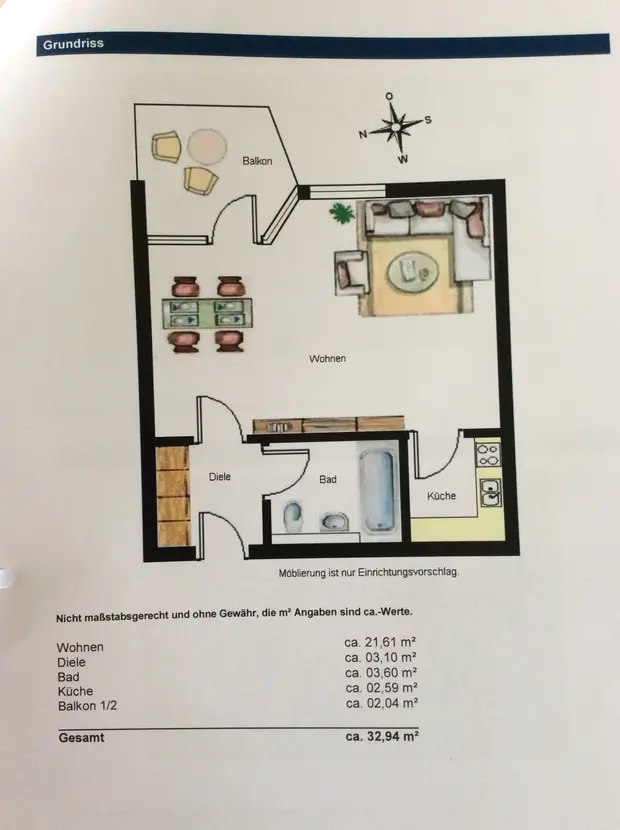 Grundriss
O
N S
W
Balkon
Wohnen
Diele
Bad
Küche
Möblierung ist nur Einrichtungsvorschlag.
Nicht maßstabsgerecht und ohne Gewähr, die m² Angaben sind ca.-Werte.
Wohnen ca. 21,61 m²
Diele ca. 03,10 m²
Bad ca. 03,60 m²
Küche ca. 02,59 m²
Balkon 1/2 ca. 02,04 m²
Gesamt ca. 32,94 m²